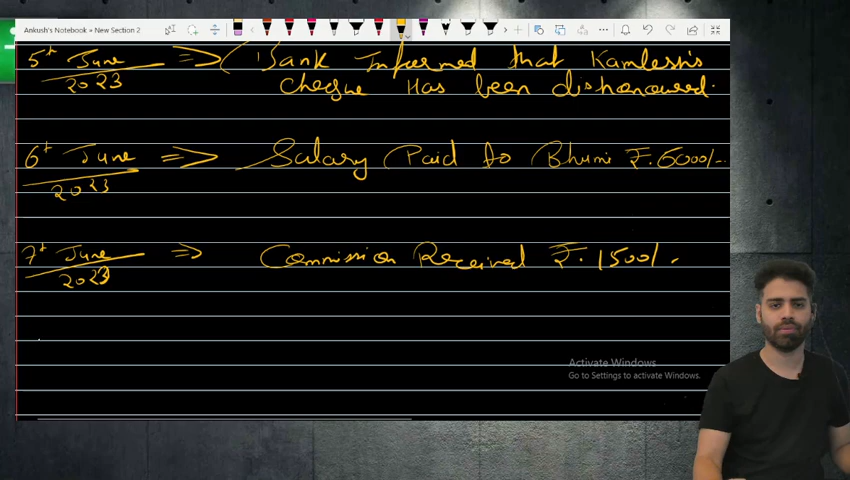 Ankush's Notebook » New Section 2
5th June 2023 => (Bank Informed that Kamlesh's
cheque Has been dishonoured.
6th June 2023 => Salary Paid to Bhumi ₹.6000/-
7th June 2023 => Commission Received ₹.1500/-
Activate Windows
Go to Settings to activate Windows.